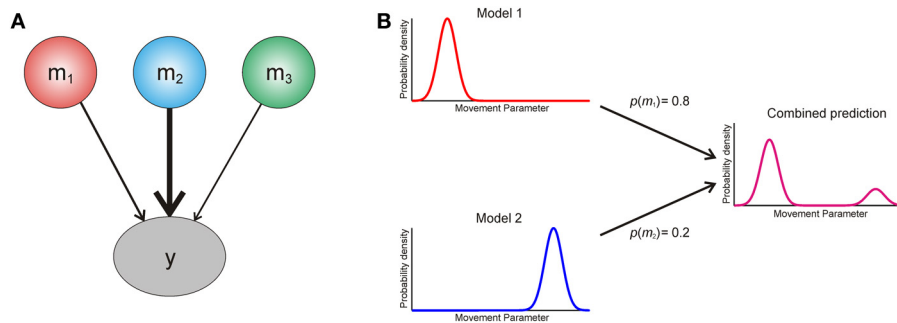 A
m1
m2
m3
y
B
Model 1
Probability density
Movement Parameter
p(m1) = 0.8
Combined prediction
Probability density
Movement Parameter
Model 2
p(m2) = 0.2
Probability density
Movement Parameter